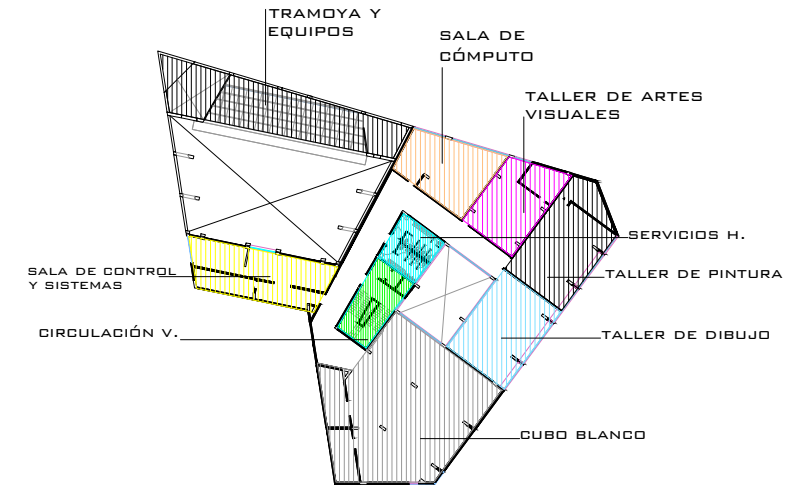 TRAMOYA Y
EQUIPOS
SALA DE
CÓMPUTO
TALLER DE ARTES
VISUALES
SERVICIOS H.
SALA DE CONTROL
Y SISTEMAS
TALLER DE PINTURA
CIRCULACIÓN V.
TALLER DE DIBUJO
CUBO BLANCO